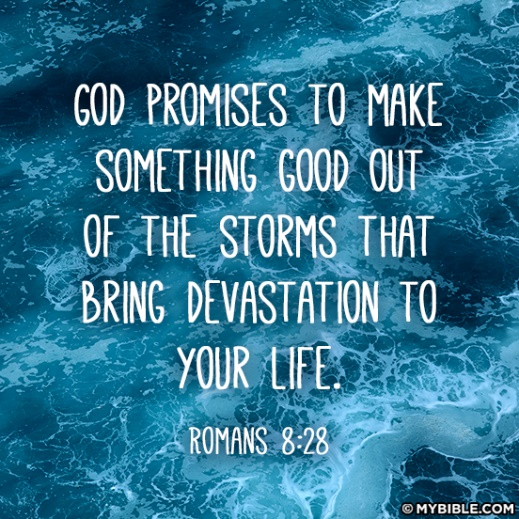 GOD PROMISES TO MAKE
SOMETHING GOOD OUT
OF THE STORMS THAT
BRING DEVASTATION TO
YOUR LIFE.
ROMANS 8:28
© MYBIBLE.COM